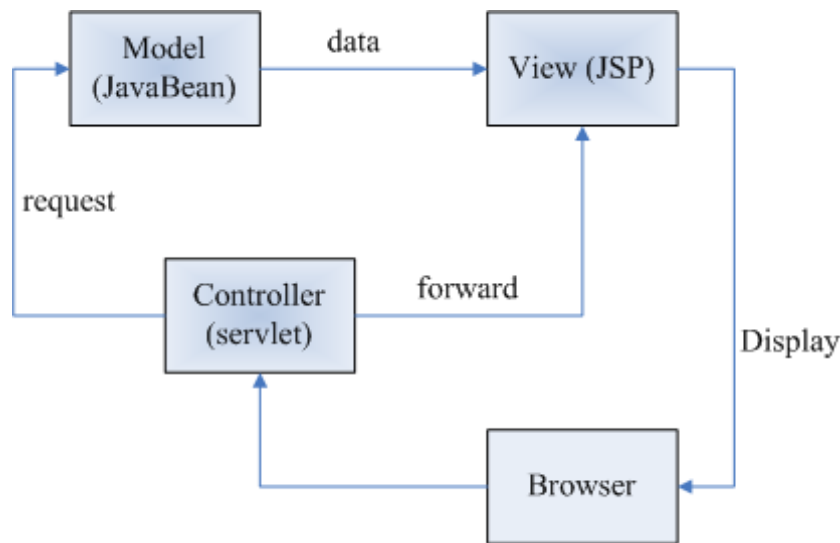 Model
(JavaBean)
data
View (JSP)
request
Controller
(servlet)
forward
Display
Browser